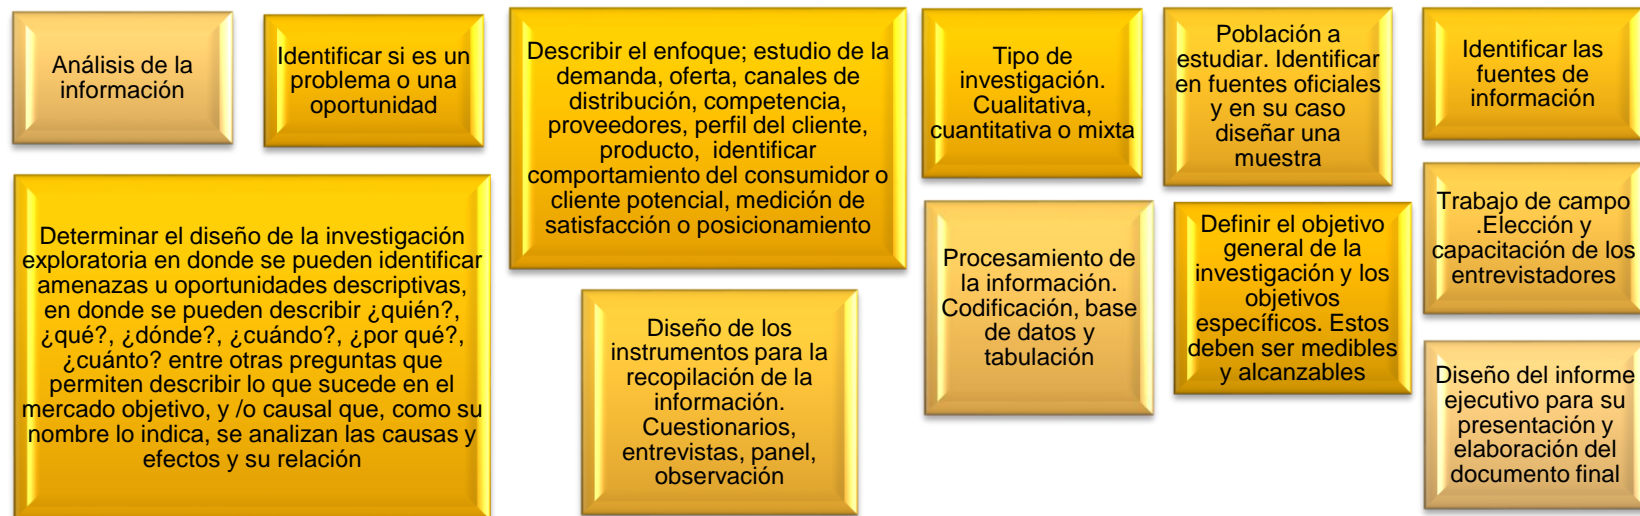 Análisis de la
información
Identificar si es un
problema o una
oportunidad
Describir el enfoque; estudio de la
demanda, oferta, canales de
distribución, competencia,
proveedores, perfil del cliente,
producto, identificar
comportamiento del consumidor o
cliente potencial, medición de
satisfacción o posicionamiento
Tipo de
investigación.
Cualitativa,
cuantitativa o mixta
Población a
estudiar. Identificar
en fuentes oficiales
y en su caso
diseñar una
muestra
Identificar las
fuentes de
información
Determinar el diseño de la investigación
exploratoria en donde se pueden identificar
amenazas u oportunidades descriptivas,
en donde se pueden describir ¿quién?,
¿qué?, ¿dónde?, ¿cuándo?, ¿por qué?,
¿cuánto? entre otras preguntas que
permiten describir lo que sucede en el
mercado objetivo, y /o causal que, como su
nombre lo indica, se analizan las causas y
efectos y su relación
Diseño de los
instrumentos para la
recopilación de la
información.
Cuestionarios,
entrevistas, panel,
observación
Procesamiento de
la información.
Codificación, base
de datos y
tabulación
Definir el objetivo
general de la
investigación y los
objetivos
específicos. Estos
deben ser medibles
y alcanzables
Trabajo de campo
.Elección y
capacitación de los
entrevistadores
Diseño del informe
ejecutivo para su
presentación y
elaboración del
documento final